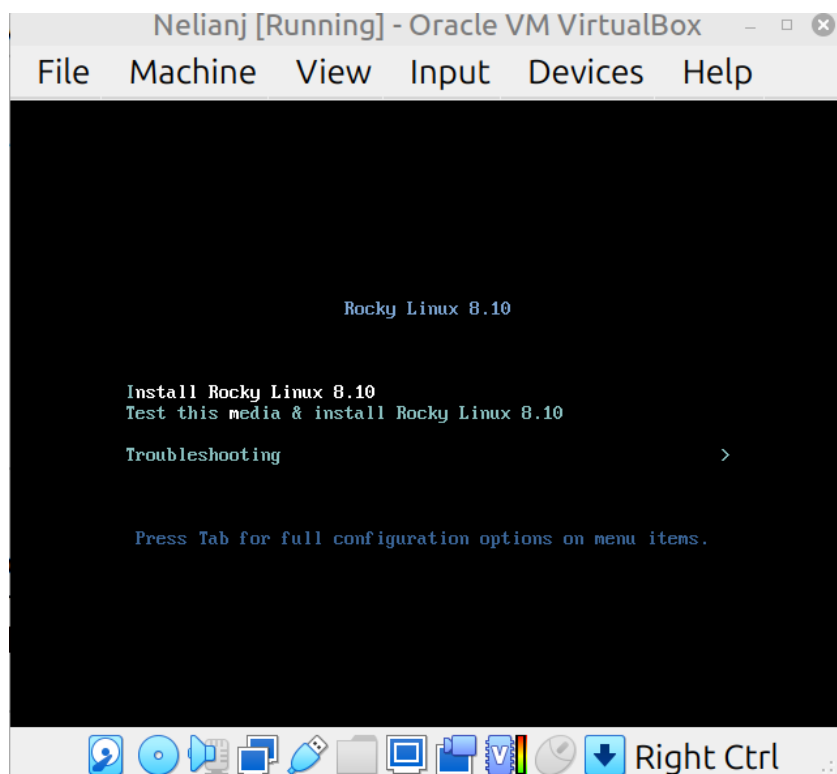 Nelianj [Running] - Oracle VM VirtualBox
File Machine View Input Devices Help
Rocky Linux 8.10
Install Rocky Linux 8.10
Test this media & install Rocky Linux 8.10
Troubleshooting >
Press Tab for full configuration options on menu items.
V Right Ctrl